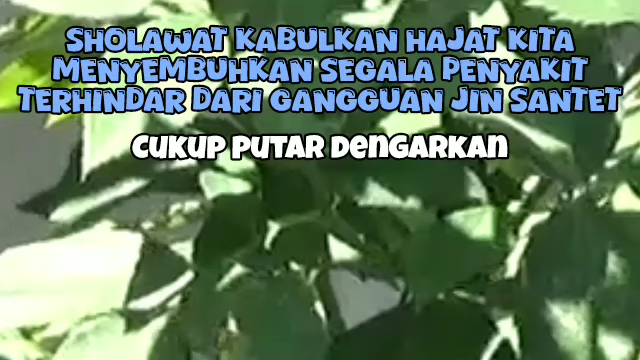 SHOLAWAT KABULKAN HAJAT KITA
MENYEMBUHKAN SEGALA PENYAKIT
TERHINDAR DARI GANGGUAN JIN SANTET
CUKUP PUTAR DENGARKAN